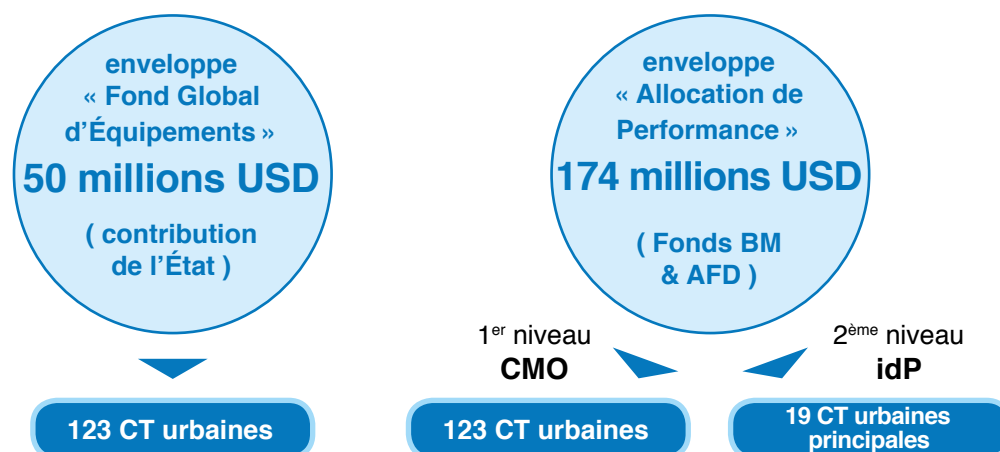 enveloppe
« Fond Global
d’Équipements »
50 millions USD
( contribution
de l’État )
123 CT urbaines
enveloppe
« Allocation de
Performance »
174 millions USD
( Fonds BM
& AFD )
1er niveau
CMO
123 CT urbaines
2ème niveau
idP
19 CT urbaines
principales